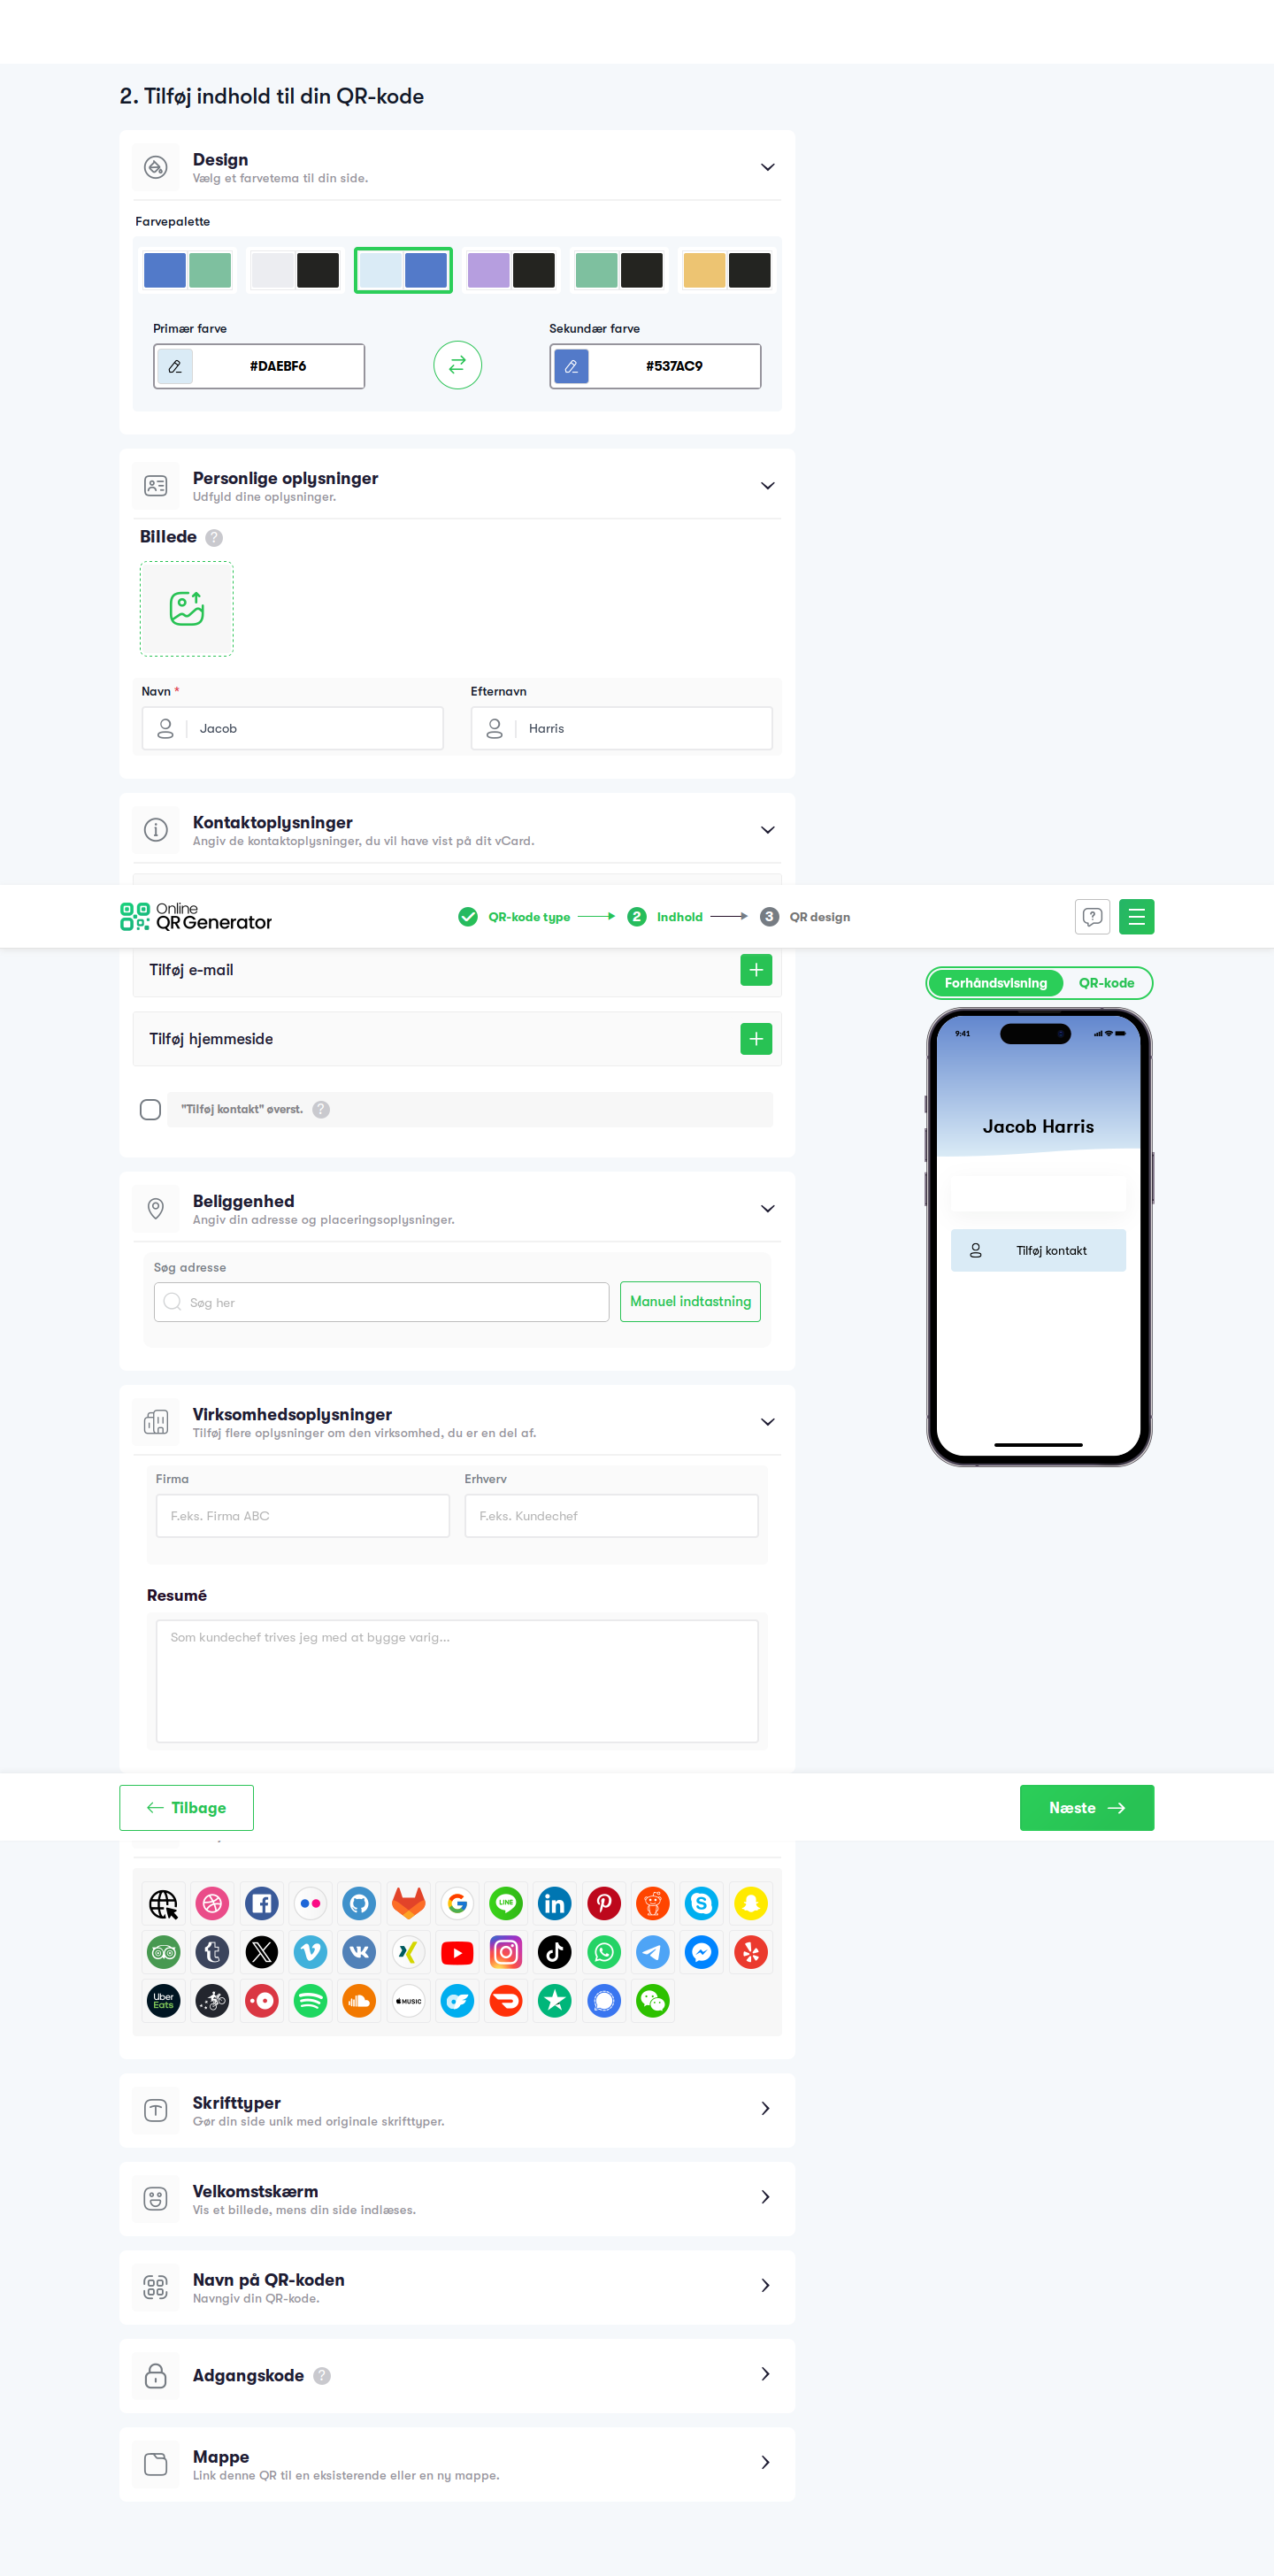 2. Tilføj indhold til din QR-kode
Design
Vælg et farvetema til din side.
Farvepalette
Primær farve
Sekundær farve
#DAEBF6
#537AC9
Personlige oplysninger
Udfyld dine oplysninger.
Billede ?
Navn *
Efternavn
Jacob
Harris
Kontaktoplysninger
Angiv de kontaktoplysninger, du vil have vist på dit vCard.
Online
QR Generator
QR-kode type
2 Indhold
3 QR design
?
Tilføj e-mail
Forhåndsvisning
QR-kode
9:41
Tilføj hjemmeside
"Tilføj kontakt" øverst. ?
Jacob Harris
Tilføj kontakt
Beliggenhed
Angiv din adresse og placeringsoplysninger.
Søg adresse
Søg her
Manuel indtastning
Virksomhedsoplysninger
Tilføj flere oplysninger om den virksomhed, du er en del af.
Firma
Erhverv
F.eks. Firma ABC
F.eks. Kundechef
Resumé
Som kundechef trives jeg med at bygge varig...
Tilbage
Næste
LINE
Uber
Eats
MUSIC
Skrifttyper
Gør din side unik med originale skrifttyper.
Velkomstskærm
Vis et billede, mens din side indlæses.
Navn på QR-koden
Navngiv din QR-kode.
Adgangskode ?
Mappe
Link denne QR til en eksisterende eller en ny mappe.